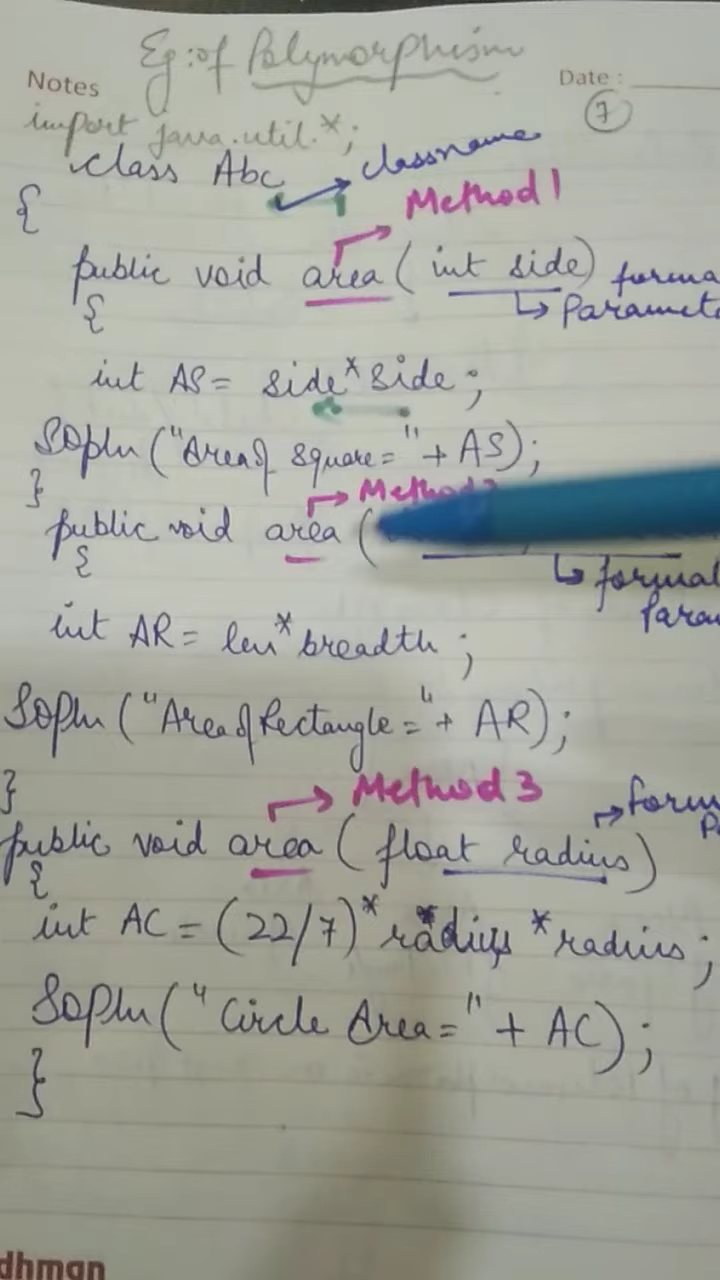 Eg: of Polymorphism
Notes
Date :
7
import java.util.*;
class Abc
classname
{
Method 1
public void area ( int side)
forma
Paramet
{
int AS = side*side ;
SOPln ("Area of square = " + AS);
}
public void area (
formal
Para
{
int AR = len*breadth ;
SOPln ("Area of Rectangle = " + AR);
}
Method 3
form
public void area ( float radius)
{
int AC = (22/7)* radius * radius;
SOPln ("Circle Area = " + AC);
}
dhman